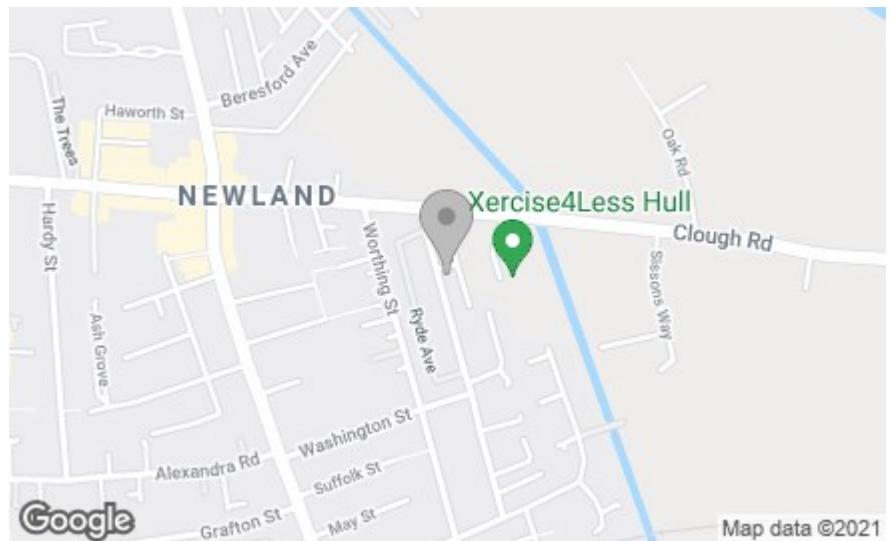 Beresford Ave
Haworth St
The Trees
Oak Rd
NEWLAND
Xercise4Less Hull
Hardy St
Worthing St
Clough Rd
Sissons Way
Ryde Ave
Ash Grove
Washington St
Alexandra Rd
Suffolk St
Grafton St
May St
Google
Map data ©2021